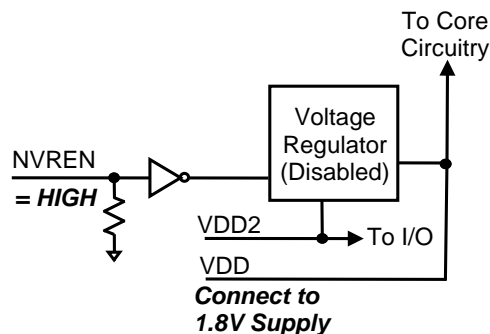 To Core
Circuitry
Voltage
Regulator
(Disabled)
NVREN
= HIGH
VDD2
To I/O
VDD
Connect to
1.8V Supply